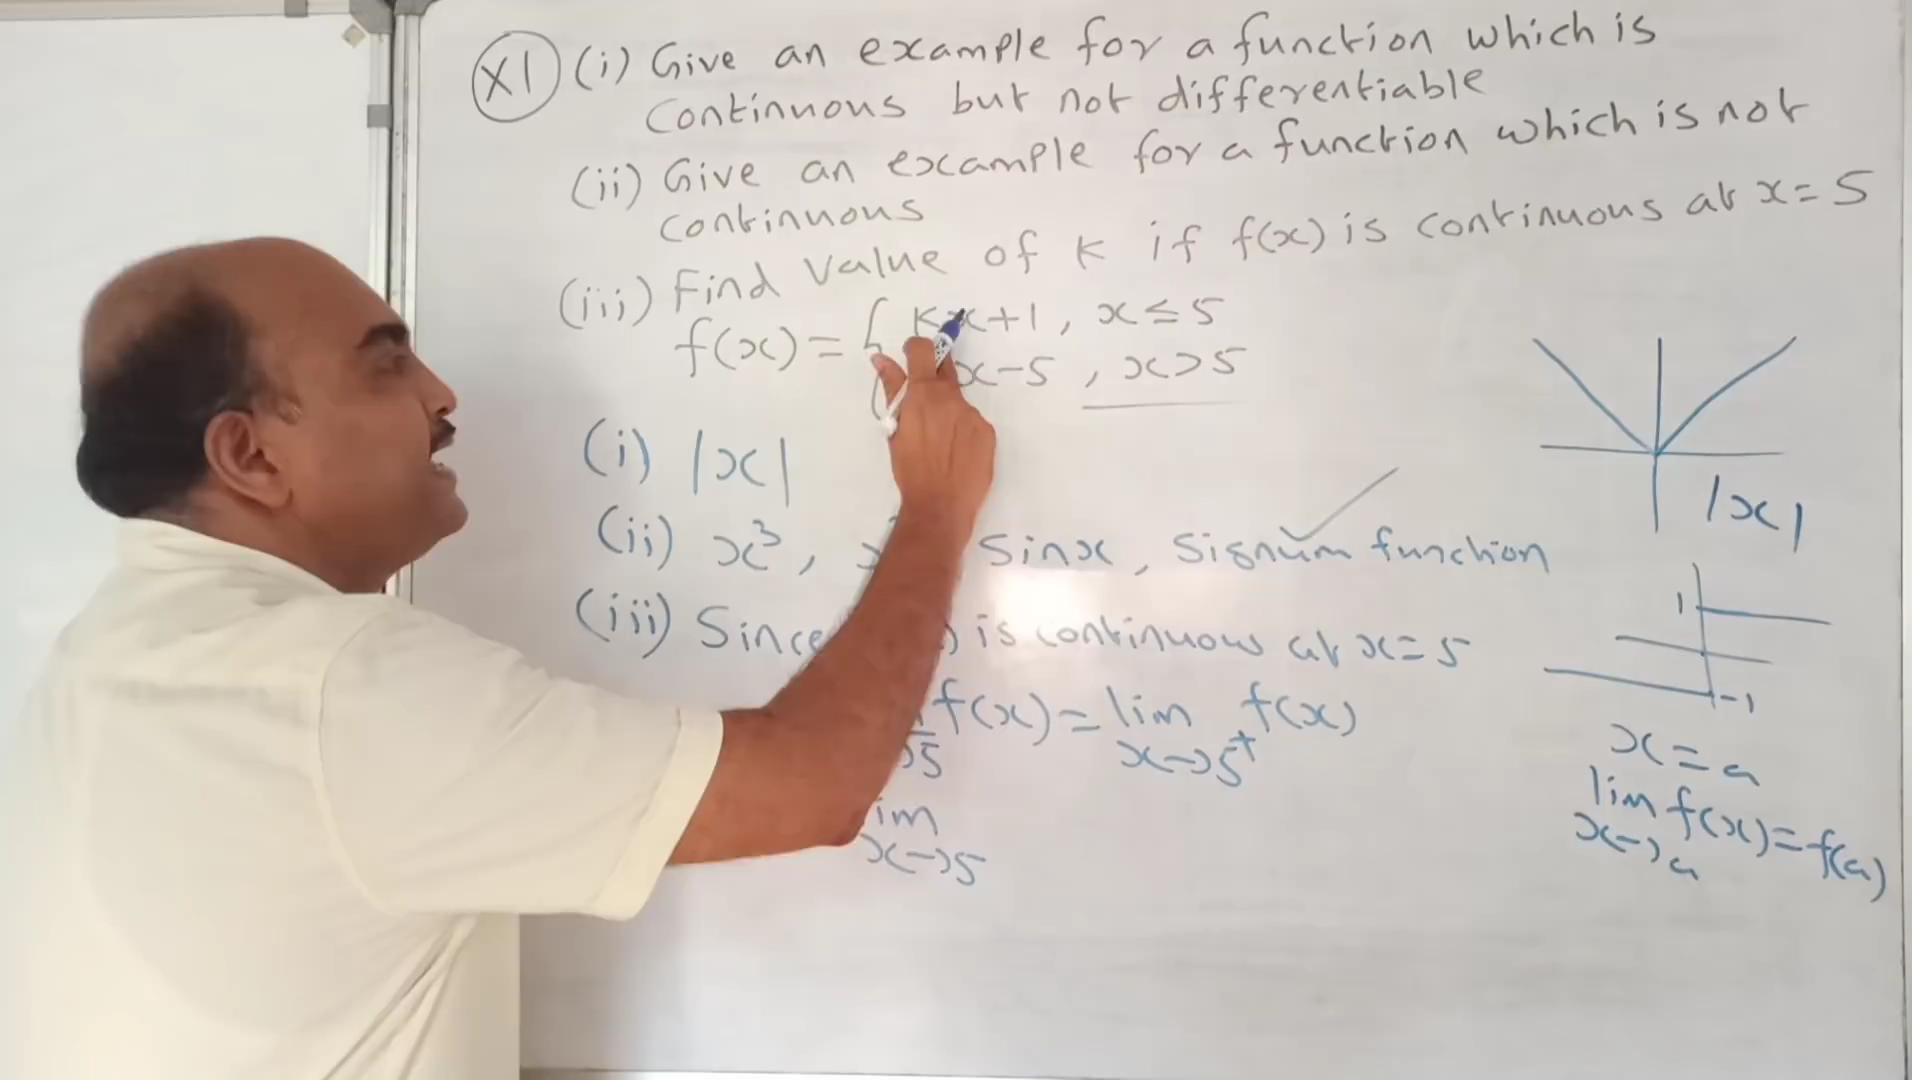 XI (i) Give an example for a function which is
continuous but not differentiable
(ii) Give an example for a function which is not
continuous
(iii) Find value of k if f(x) is continuous at x = 5
f(x) = { kx+1, x ≤ 5
x-5, x>5
(i) |x|
(ii) x³, sinx, signum function
(iii) Since is continuous at x=5
f(x) = lim f(x)
5 x→5⁺
im
x→5
|x|
1
-1
x = a
lim f(x) = f(a)
x→a